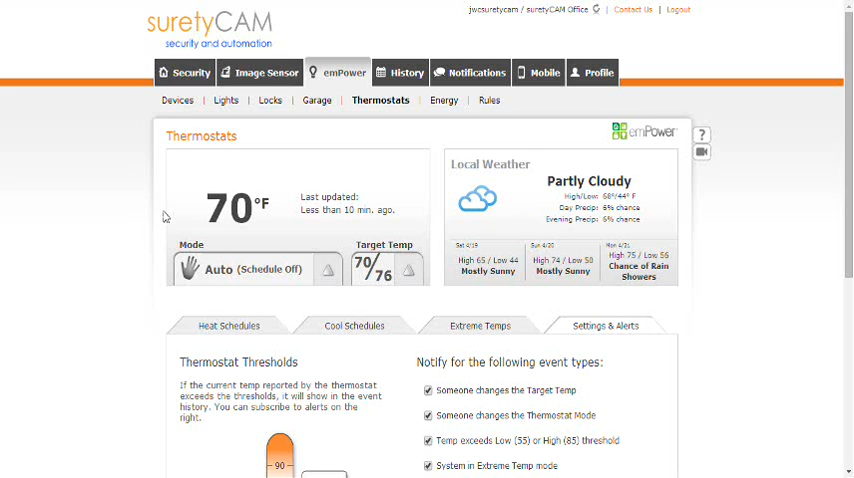 jwcsuretycam / suretyCAM Office | Contact Us | Logout
suretyCAM
security and automation
Security Image Sensor emPower History Notifications Mobile Profile
Devices | Lights | Locks | Garage | Thermostats | Energy | Rules
Thermostats
emPower
?
70°F
Last updated:
Less than 10 min. ago.
Mode
Auto (Schedule Off)
Target Temp
70/76
Local Weather
Partly Cloudy
High/Low: 68°/44° F
Day Precip: 6% chance
Evening Precip: 6% chance
Sat 4/19
High 65 / Low 44
Mostly Sunny
Sun 4/20
High 74 / Low 50
Mostly Sunny
Mon 4/21
High 75 / Low 56
Chance of Rain
Showers
Heat Schedules Cool Schedules Extreme Temps Settings & Alerts
Thermostat Thresholds
If the current temp reported by the thermostat
exceeds the thresholds, it will show in the event
history. You can subscribe to alerts on the
right.
90
Notify for the following event types:
Someone changes the Target Temp
Someone changes the Thermostat Mode
Temp exceeds Low (55) or High (85) threshold
System in Extreme Temp mode